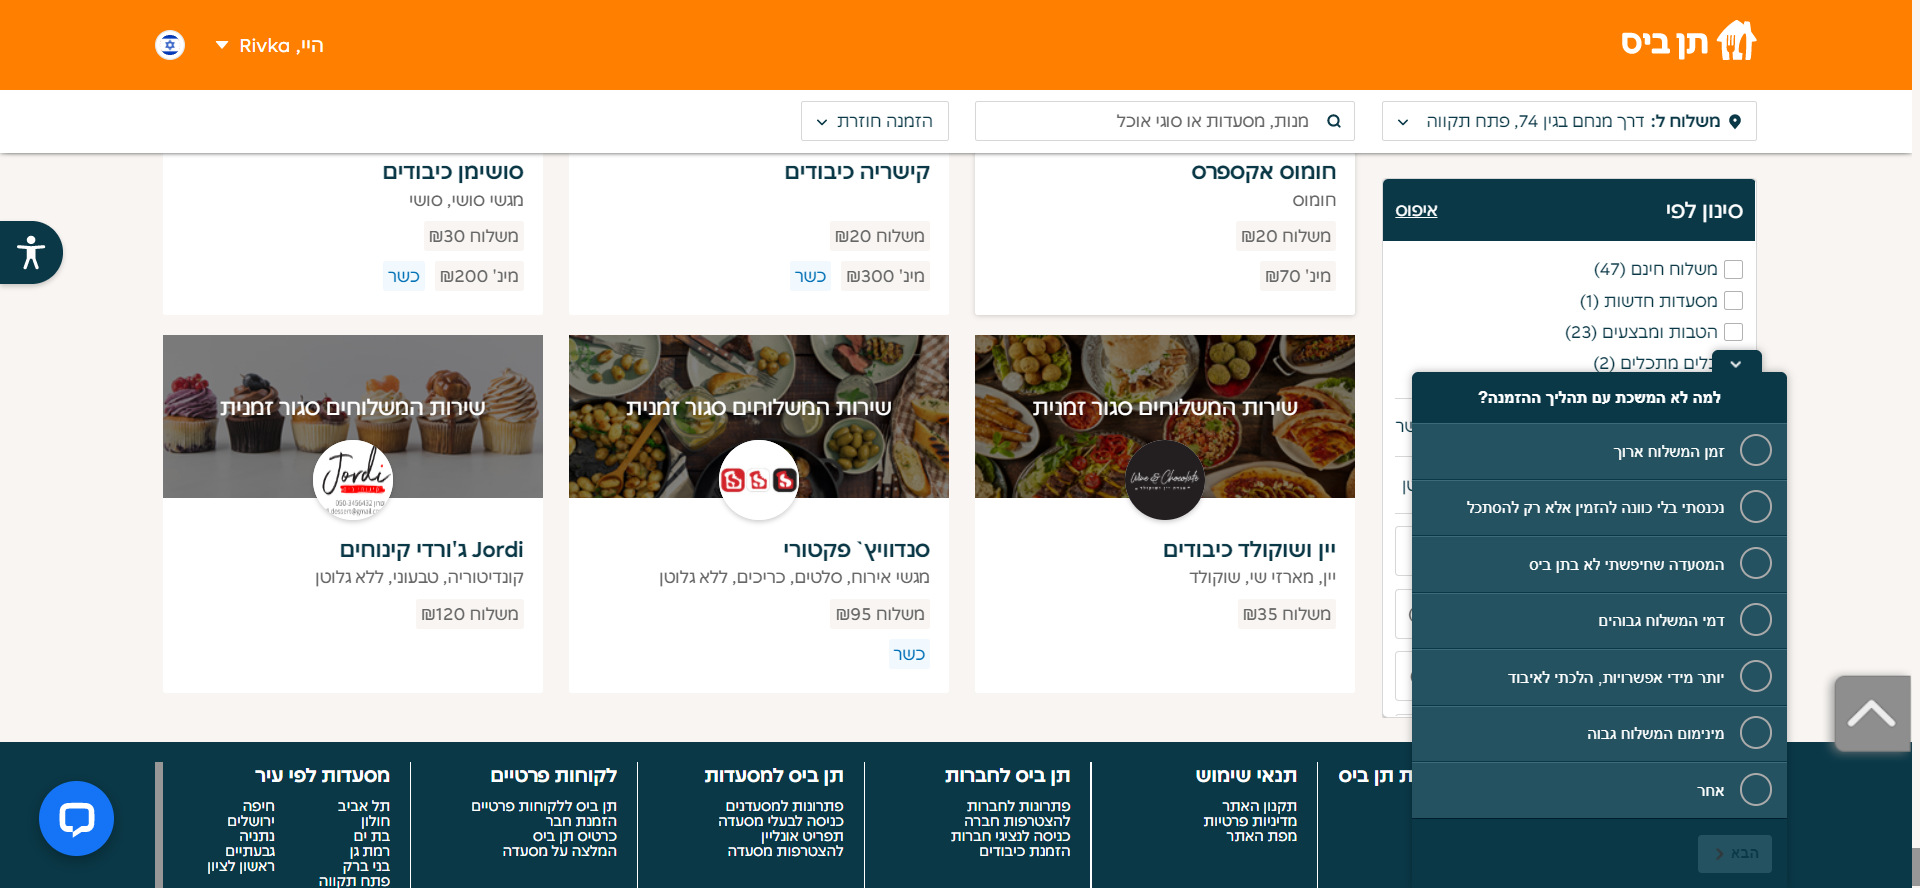 תן ביס
היי, Rivka
משלוח ל: דרך מנחם בגין 74, פתח תקווה
מנות, מסעדות או סוגי אוכל
הזמנה חוזרת
סינון לפי
איפוס
משלוח חינם (47)
מסעדות חדשות (1)
הטבות ומבצעים (23)
כלים מתכלים (2)
חומוס אקספרס
חומוס
משלוח ₪20
מינ' ₪70
קישריה כיבודים
משלוח ₪20
מינ' ₪300
כשר
סושימן כיבודים
מגשי סושי, סושי
משלוח ₪30
מינ' ₪200
כשר
שירות המשלוחים סגור זמנית
Wine & Chocolate
יין ושוקולד כיבודים
יין, מארזי שי, שוקולד
משלוח ₪35
שירות המשלוחים סגור זמנית
סנדוויץ` פקטורי
מגשי אירוח, סלטים, כריכים, ללא גלוטן
משלוח ₪95
כשר
שירות המשלוחים סגור זמנית
Jordi
Jordi ג'ורדי קינוחים
קונדיטוריה, טבעוני, ללא גלוטן
משלוח ₪120
למה לא המשכת עם תהליך ההזמנה?
זמן המשלוח ארוך
נכנסתי בלי כוונה להזמין אלא רק להסתכל
המסעדה שחיפשתי לא בתן ביס
דמי המשלוח גבוהים
יותר מידי אפשרויות, הלכתי לאיבוד
מינימום המשלוח גבוה
אחר
הבא
ת תן ביס
תנאי שימוש
תקנון האתר
מדיניות פרטיות
מפת האתר
תן ביס לחברות
פתרונות לחברות
להצטרפות חברה
כניסה לנציגי חברות
הזמנת כיבודים
תן ביס למסעדות
פתרונות למסעדנים
כניסה לבעלי מסעדה
תפריט אונליין
להצטרפות מסעדה
לקוחות פרטיים
תן ביס ללקוחות פרטיים
הזמנת חבר
כרטיס תן ביס
המלצה על מסעדה
מסעדות לפי עיר
תל אביב
חולון
בת ים
רמת גן
בני ברק
פתח תקווה
חיפה
ירושלים
נתניה
גבעתיים
ראשון לציון